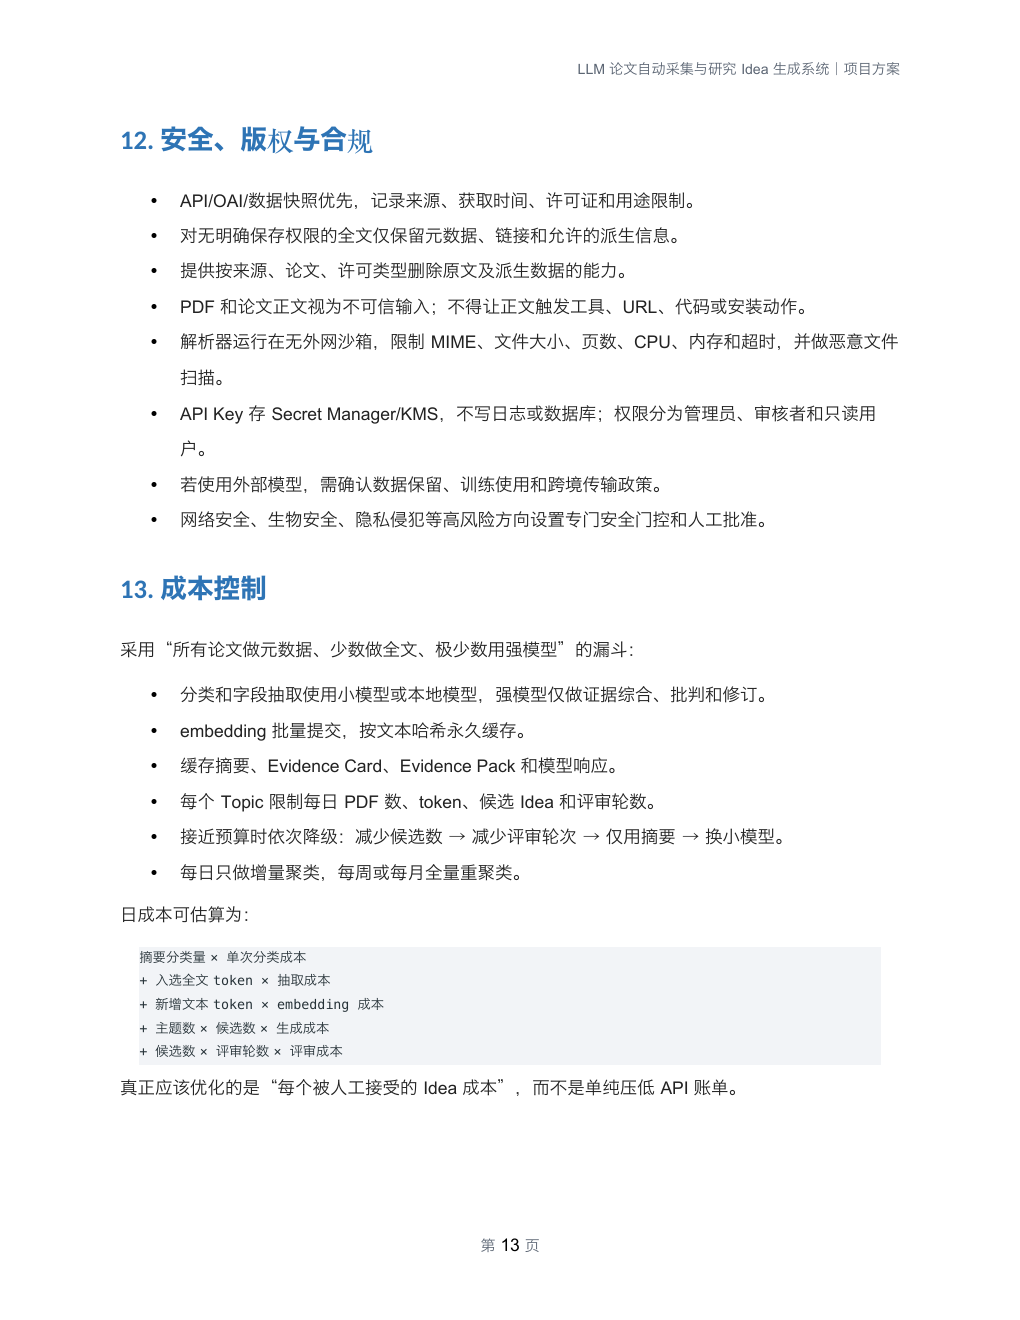 LLM 论文自动采集与研究 Idea 生成系统｜项目方案
12. 安全、版权与合规
• API/OAI/数据快照优先，记录来源、获取时间、许可证和用途限制。
• 对无明确保存权限的全文仅保留元数据、链接和允许的派生信息。
• 提供按来源、论文、许可类型删除原文及派生数据的能力。
• PDF 和论文正文视为不可信输入；不得让正文触发工具、URL、代码或安装动作。
• 解析器运行在无外网沙箱，限制 MIME、文件大小、页数、CPU、内存和超时，并做恶意文件
扫描。
• API Key 存 Secret Manager/KMS，不写日志或数据库；权限分为管理员、审核者和只读用
户。
• 若使用外部模型，需确认数据保留、训练使用和跨境传输政策。
• 网络安全、生物安全、隐私侵犯等高风险方向设置专门安全门控和人工批准。
13. 成本控制
采用“所有论文做元数据、少数做全文、极少数用强模型”的漏斗：
• 分类和字段抽取使用小模型或本地模型，强模型仅做证据综合、批判和修订。
• embedding 批量提交，按文本哈希永久缓存。
• 缓存摘要、Evidence Card、Evidence Pack 和模型响应。
• 每个 Topic 限制每日 PDF 数、token、候选 Idea 和评审轮数。
• 接近预算时依次降级：减少候选数 → 减少评审轮次 → 仅用摘要 → 换小模型。
• 每日只做增量聚类，每周或每月全量重聚类。
日成本可估算为：
摘要分类量 × 单次分类成本
+ 入选全文 token × 抽取成本
+ 新增文本 token × embedding 成本
+ 主题数 × 候选数 × 生成成本
+ 候选数 × 评审轮数 × 评审成本
真正应该优化的是“每个被人工接受的 Idea 成本”，而不是单纯压低 API 账单。
第 13 页